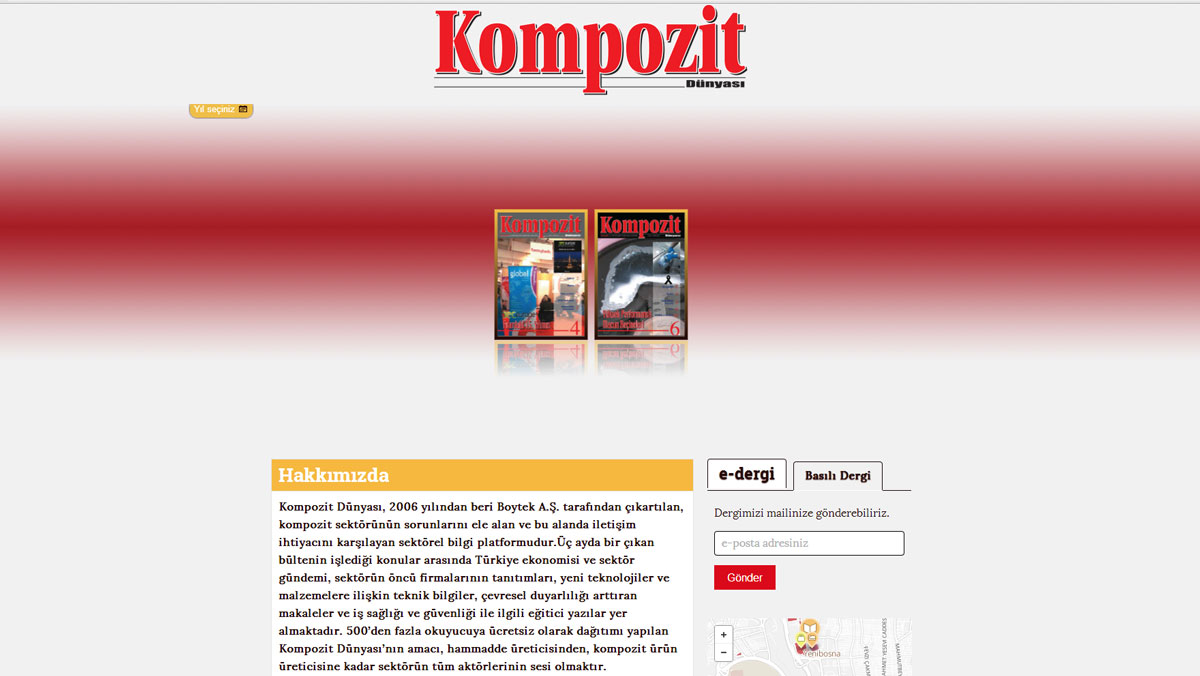 Kompozit
Dünyası
Yıl seçiniz
Kompozit
global
4
Kompozit
6
Hakkımızda
Kompozit Dünyası, 2006 yılından beri Boytek A.Ş. tarafından çıkartılan,
kompozit sektörünün sorunlarını ele alan ve bu alanda iletişim
ihtiyacını karşılayan sektörel bilgi platformudur.Üç ayda bir çıkan
bültenin işlediği konular arasında Türkiye ekonomisi ve sektör
gündemi, sektörün öncü firmalarının tanıtımları, yeni teknolojiler ve
malzemelere ilişkin teknik bilgiler, çevresel duyarlılığı arttıran
makaleler ve iş sağlığı ve güvenliği ile ilgili eğitici yazılar yer
almaktadır. 500’den fazla okuyucuya ücretsiz olarak dağıtımı yapılan
Kompozit Dünyası’nın amacı, hammadde üreticisinden, kompozit ürün
üreticisine kadar sektörün tüm aktörlerinin sesi olmaktır.
e-dergi
Basılı Dergi
Dergimizi mailinize gönderebiliriz.
e-posta adresiniz
Gönder
+
−
Yenibosna